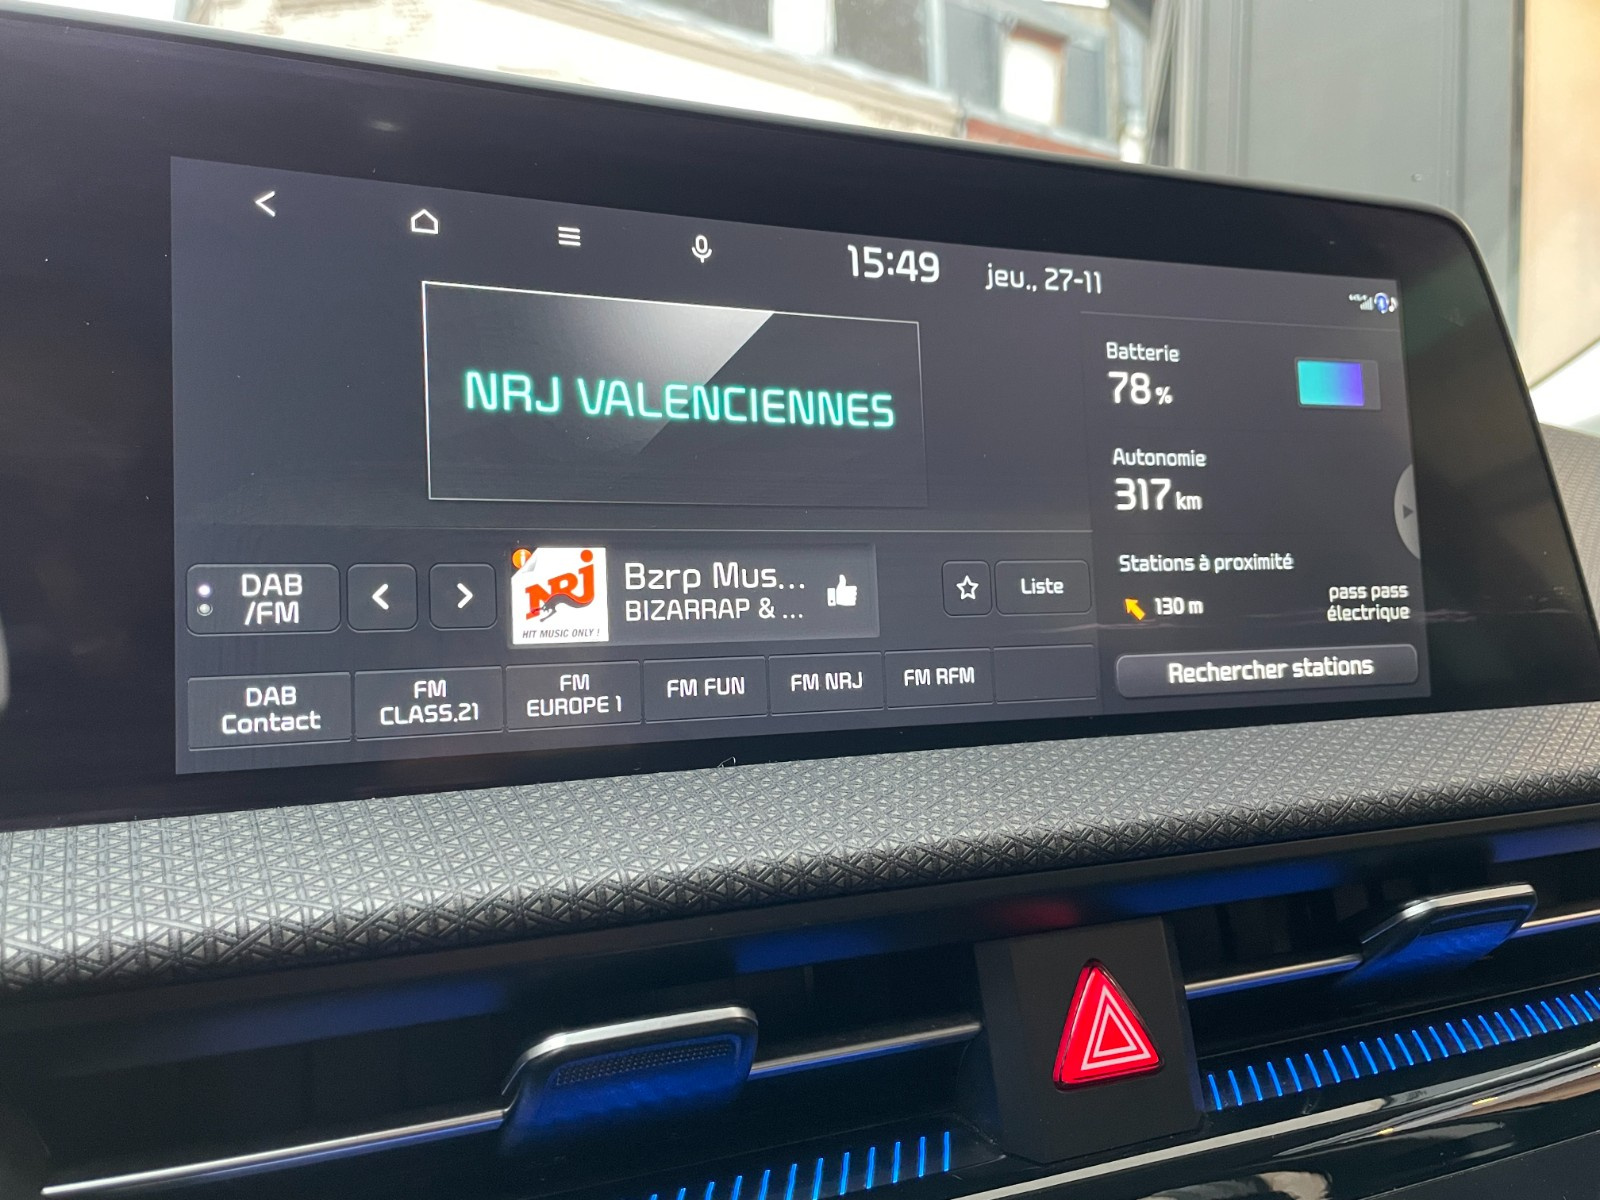 15:49 jeu., 27-11
NRJ VALENCIENNES
Batterie
78%
Autonomie
317 km
Stations à proximité
130 m
pass pass
électrique
Rechercher stations
DAB
/FM
NRJ
HIT MUSIC ONLY !
Bzrp Mus...
BIZARRAP & ...
Liste
DAB
Contact
FM
CLASS.21
FM
EUROPE 1
FM FUN
FM NRJ
FM RFM